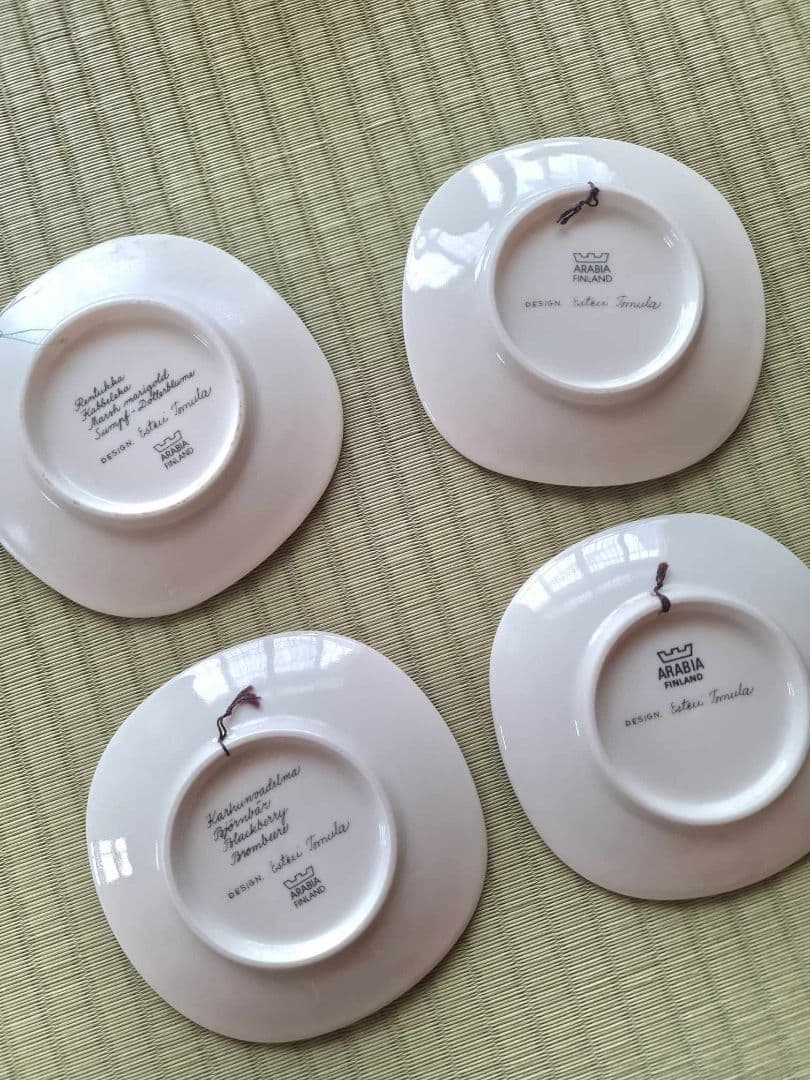 Rentukka
Kabbeleka
Marsh marigold
Sumpf-Dotterblume
DESIGN. Esteri Tomula
ARABIA
FINLAND
ARABIA
FINLAND
DESIGN. Esteri Tomula
Karhunvadelma
Björnbär
Blackberry
Brombeere
DESIGN. Esteri Tomula
ARABIA
FINLAND
ARABIA
FINLAND
DESIGN. Esteri Tomula